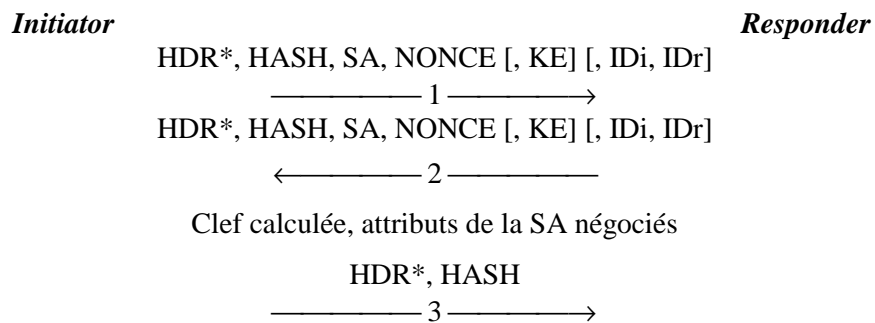 Initiator Responder
HDR*, HASH, SA, NONCE [, KE] [, IDi, IDr]
1
HDR*, HASH, SA, NONCE [, KE] [, IDi, IDr]
2
Clef calculée, attributs de la SA négociés
HDR*, HASH
3